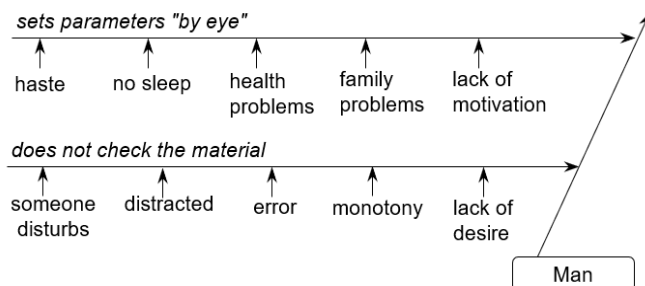 sets parameters "by eye"
haste
no sleep
health
problems
family
problems
lack of
motivation
does not check the material
someone
disturbs
distracted
error
monotony
lack of
desire
Man